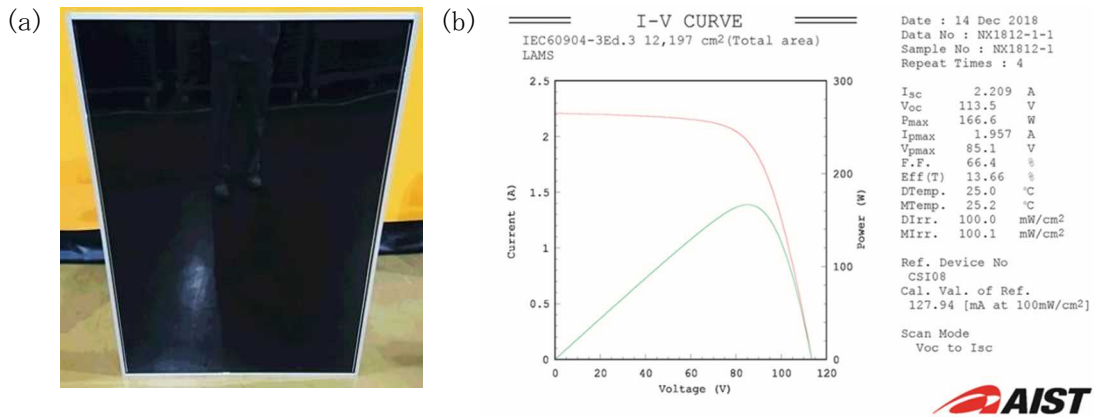 (a)
(b)
I-V CURVE
IEC60904-3Ed.3 12,197 cm2(Total area)
LAMS
2.5
2
1.5
1
0.5
0
Current (A)
300
200
100
0
Power (W)
0 20 40 60 80 100 120
Voltage (V)
Date : 14 Dec 2018
Data No : NX1812-1-1
Sample No : NX1812-1
Repeat Times : 4
Isc 2.209 A
Voc 113.5 V
Pmax 166.6 W
Ipmax 1.957 A
Vpmax 85.1 V
F.F. 66.4 %
Eff(T) 13.66 %
DTemp. 25.0 ℃
MTemp. 25.2 ℃
DIrr. 100.0 mW/cm2
MIrr. 100.1 mW/cm2
Ref. Device No
CSI08
Cal. Val. of Ref.
127.94 [mA at 100mW/cm2]
Scan Mode
Voc to Isc
AIST